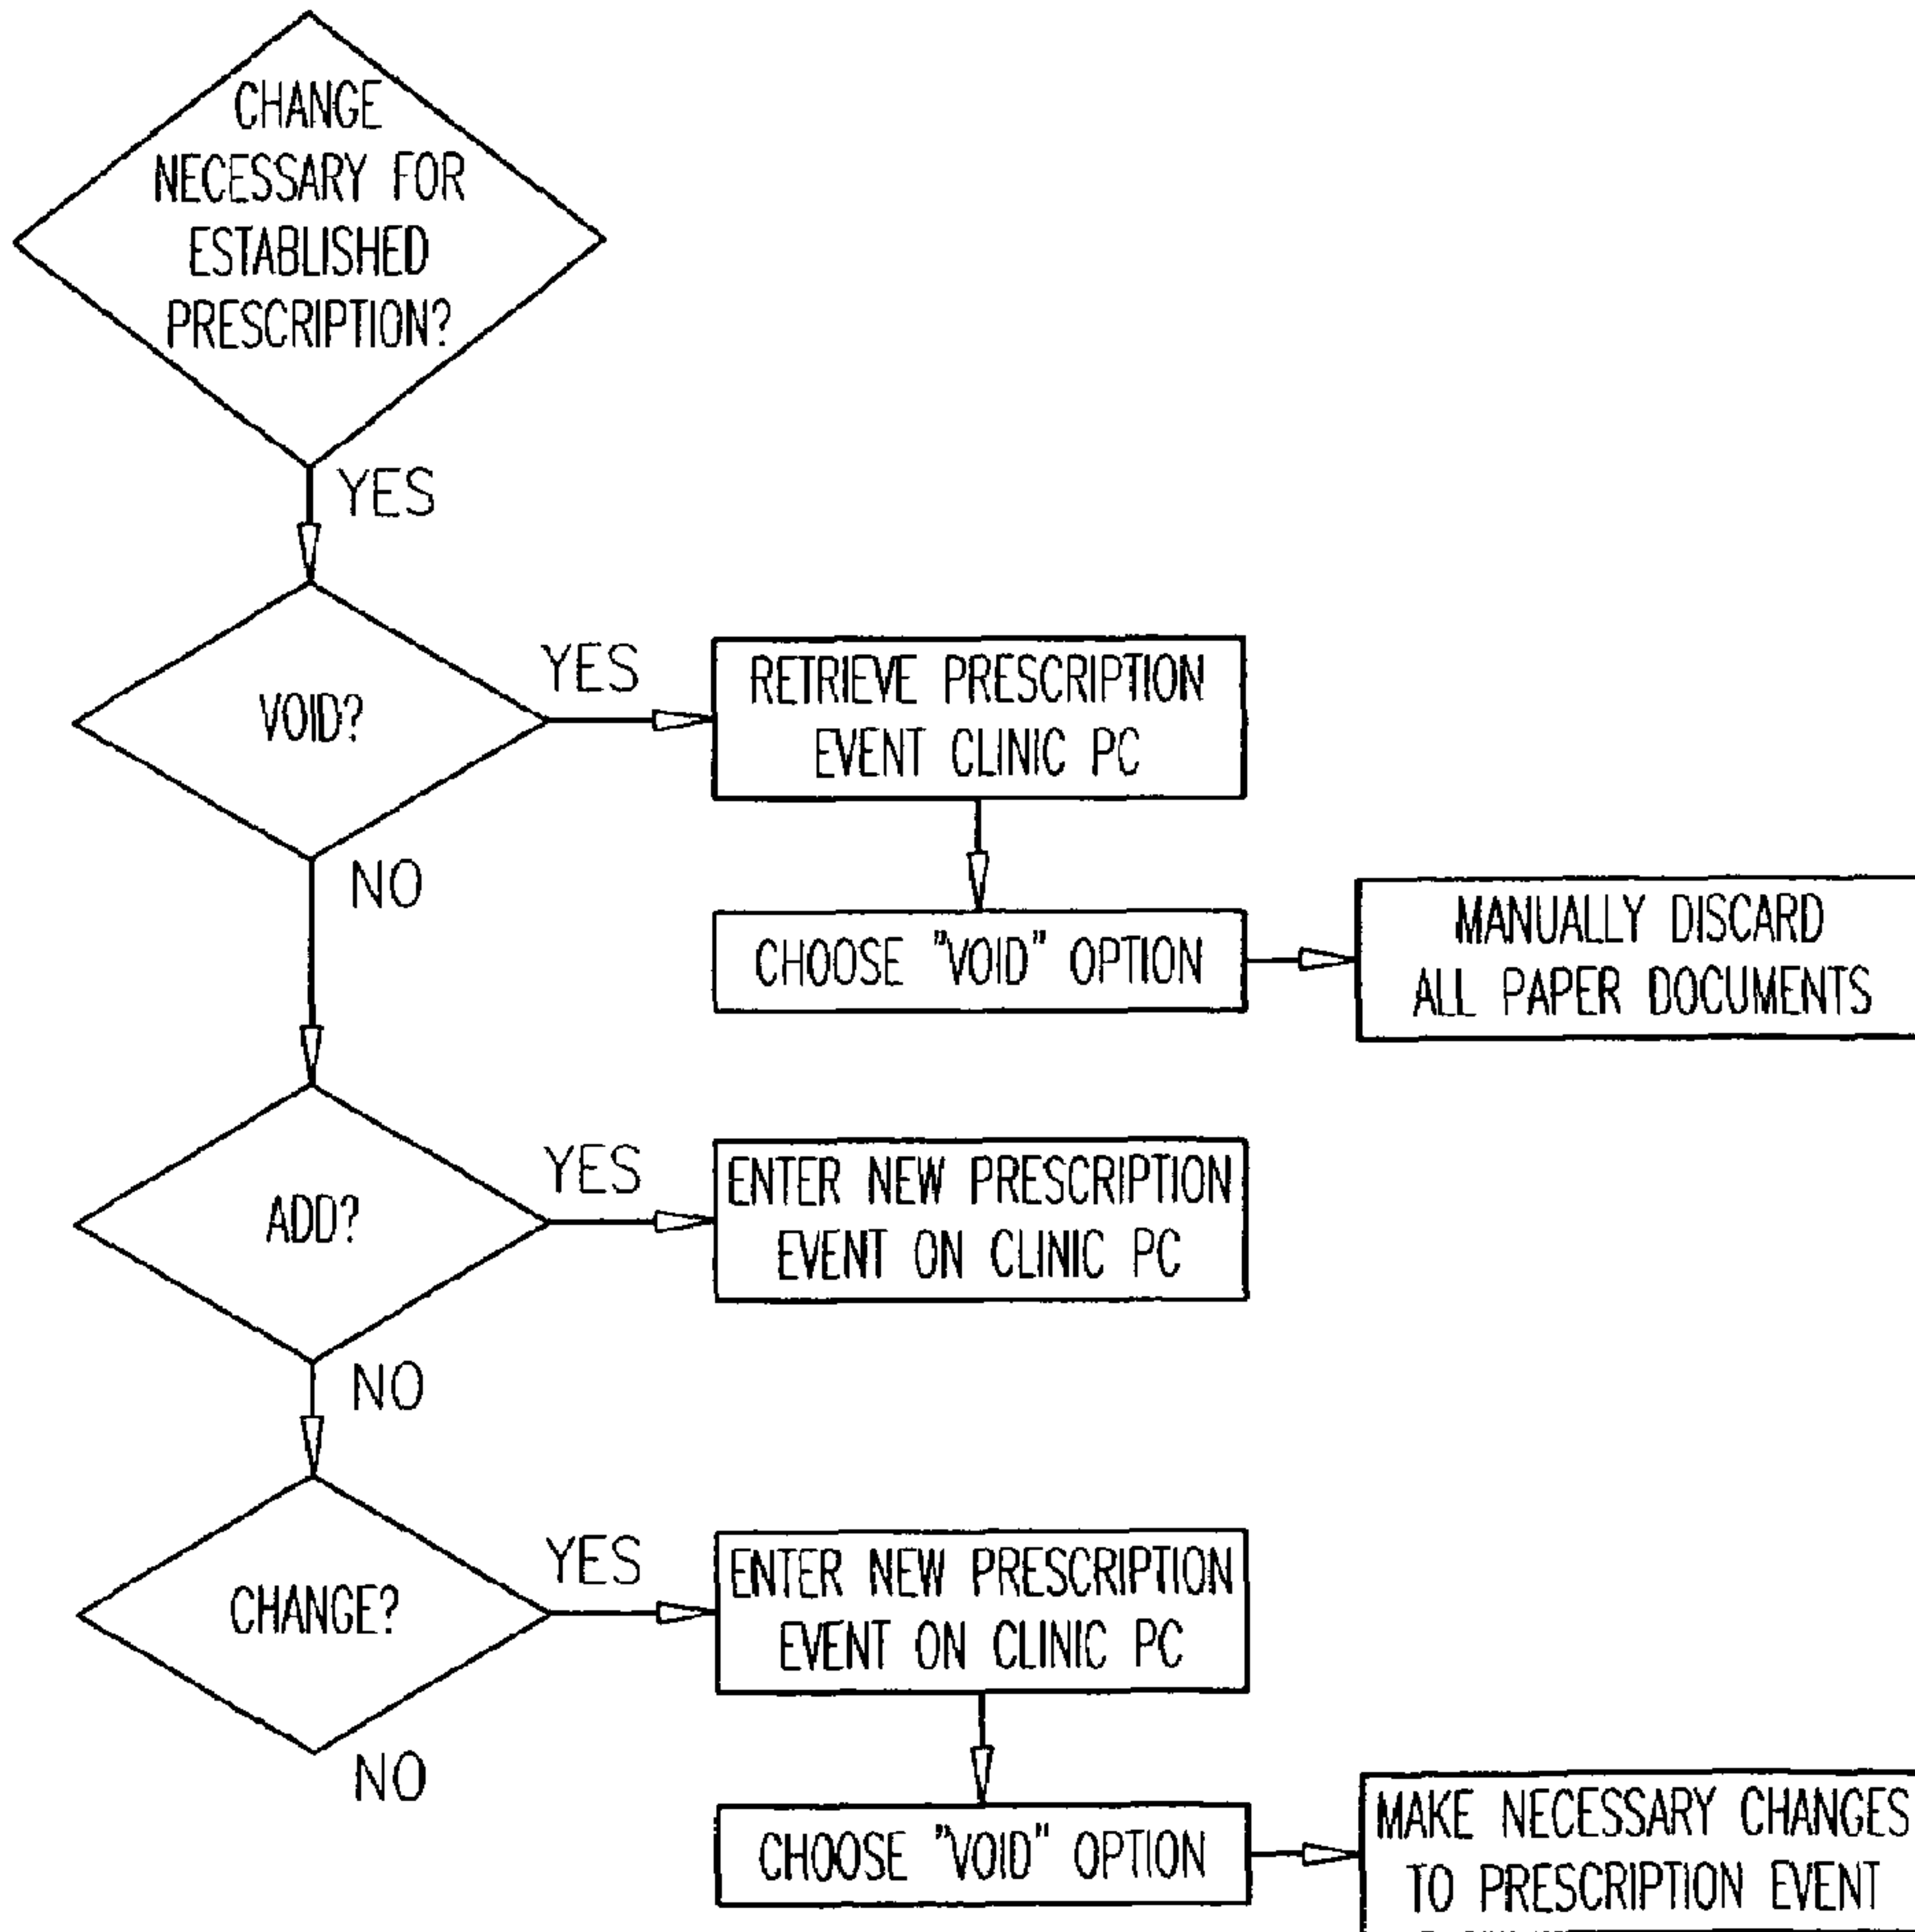 CHANGE
NECESSARY FOR
ESTABLISHED
PRESCRIPTION?
YES
VOID?
YES
RETRIEVE PRESCRIPTION
EVENT CLINIC PC
NO
CHOOSE "VOID" OPTION
MANUALLY DISCARD
ALL PAPER DOCUMENTS
ADD?
YES
ENTER NEW PRESCRIPTION
EVENT ON CLINIC PC
NO
CHANGE?
YES
ENTER NEW PRESCRIPTION
EVENT ON CLINIC PC
NO
CHOOSE "VOID" OPTION
MAKE NECESSARY CHANGES
TO PRESCRIPTION EVENT